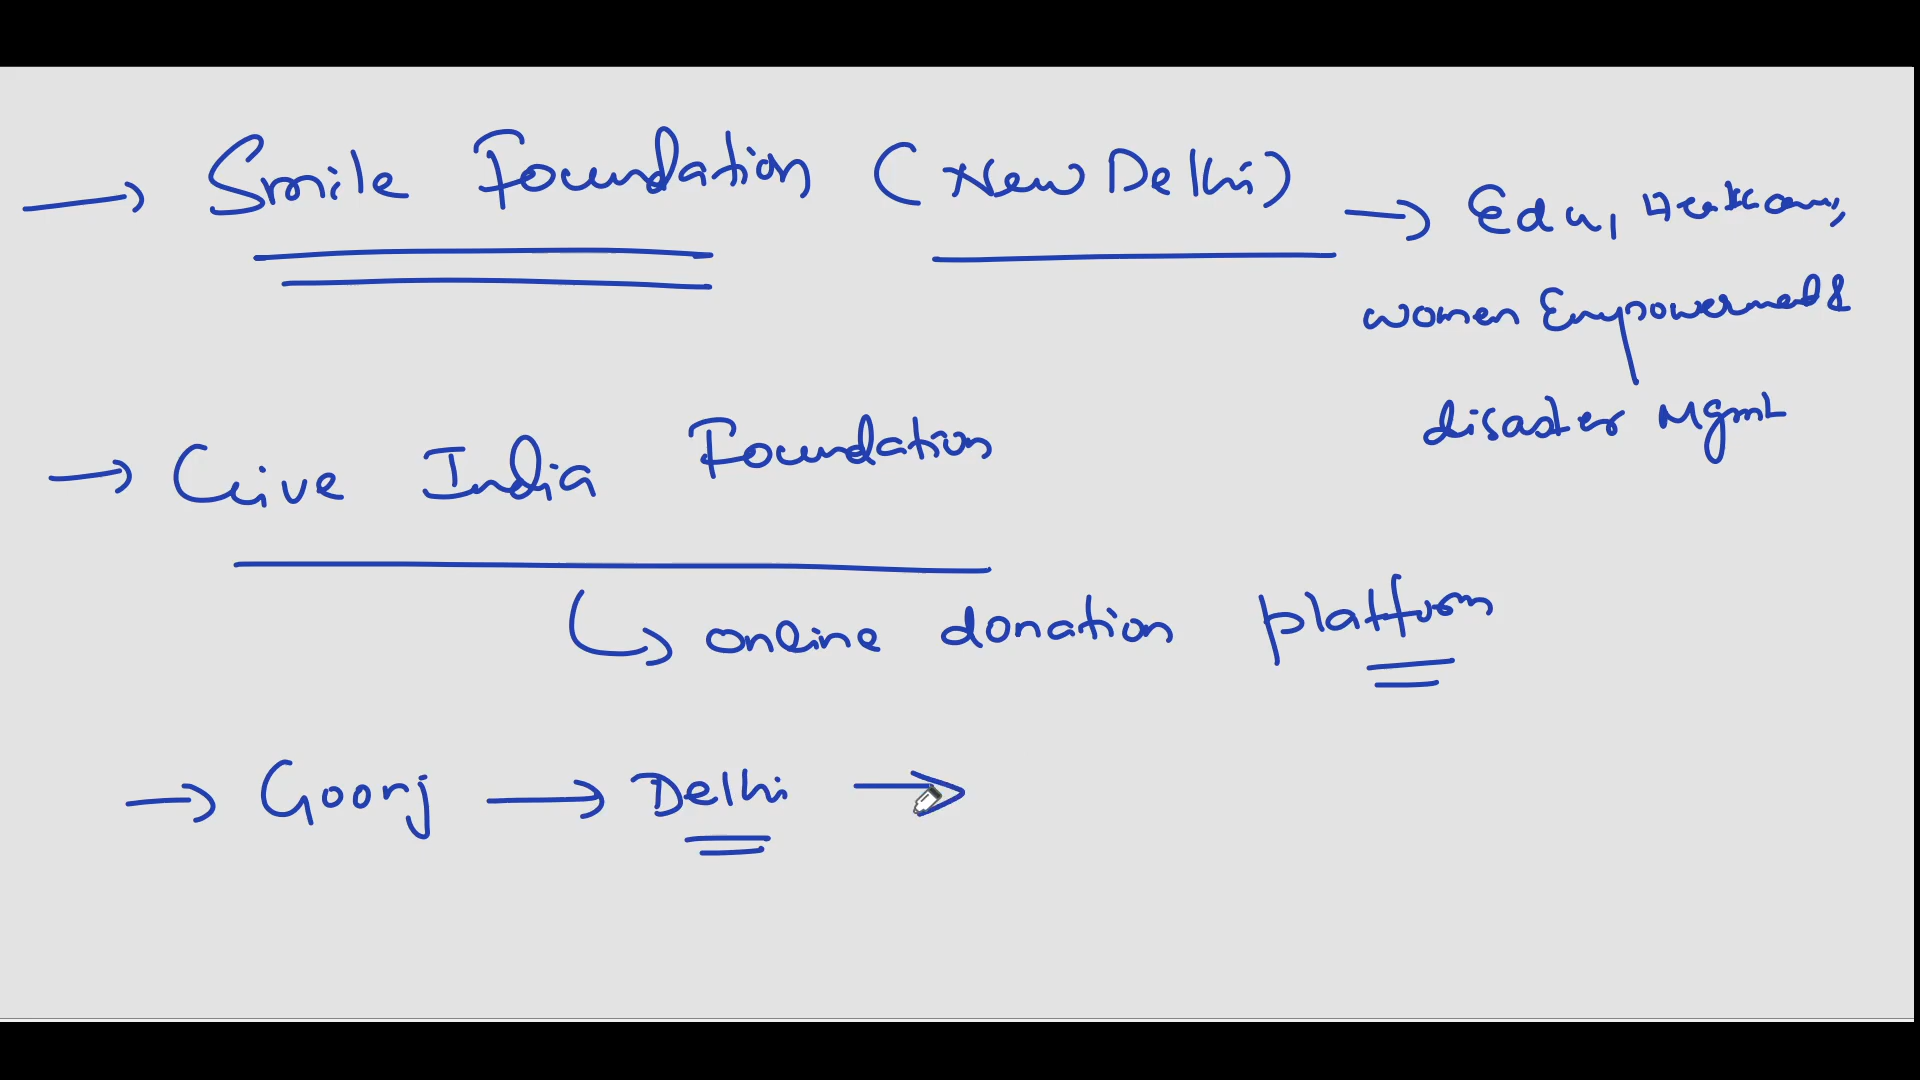 → Smile Foundation (New Delhi) → Edu, Healthcare,
women Empowerment &
disaster Mgmt
→ Give India Foundation
↳ online donation platform
→ Goonj → Delhi →